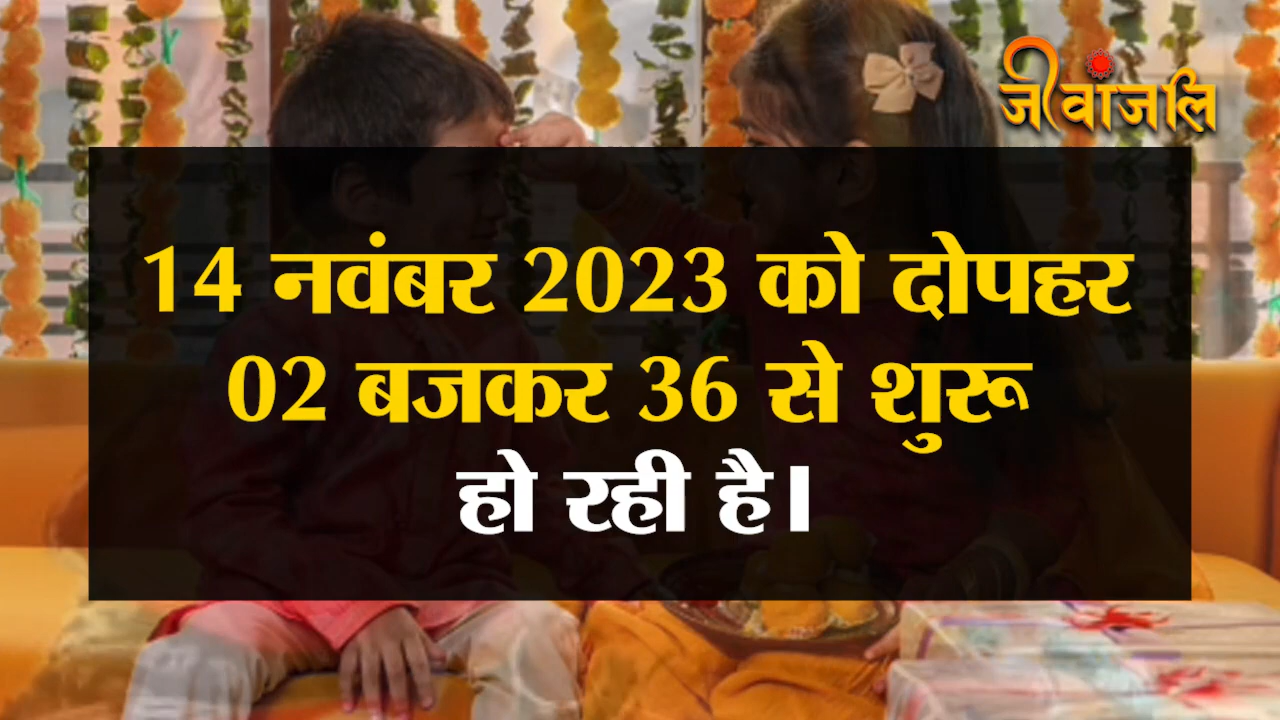 जीवांजलि
14 नवंबर 2023 को दोपहर
02 बजकर 36 से शुरू
हो रही है।